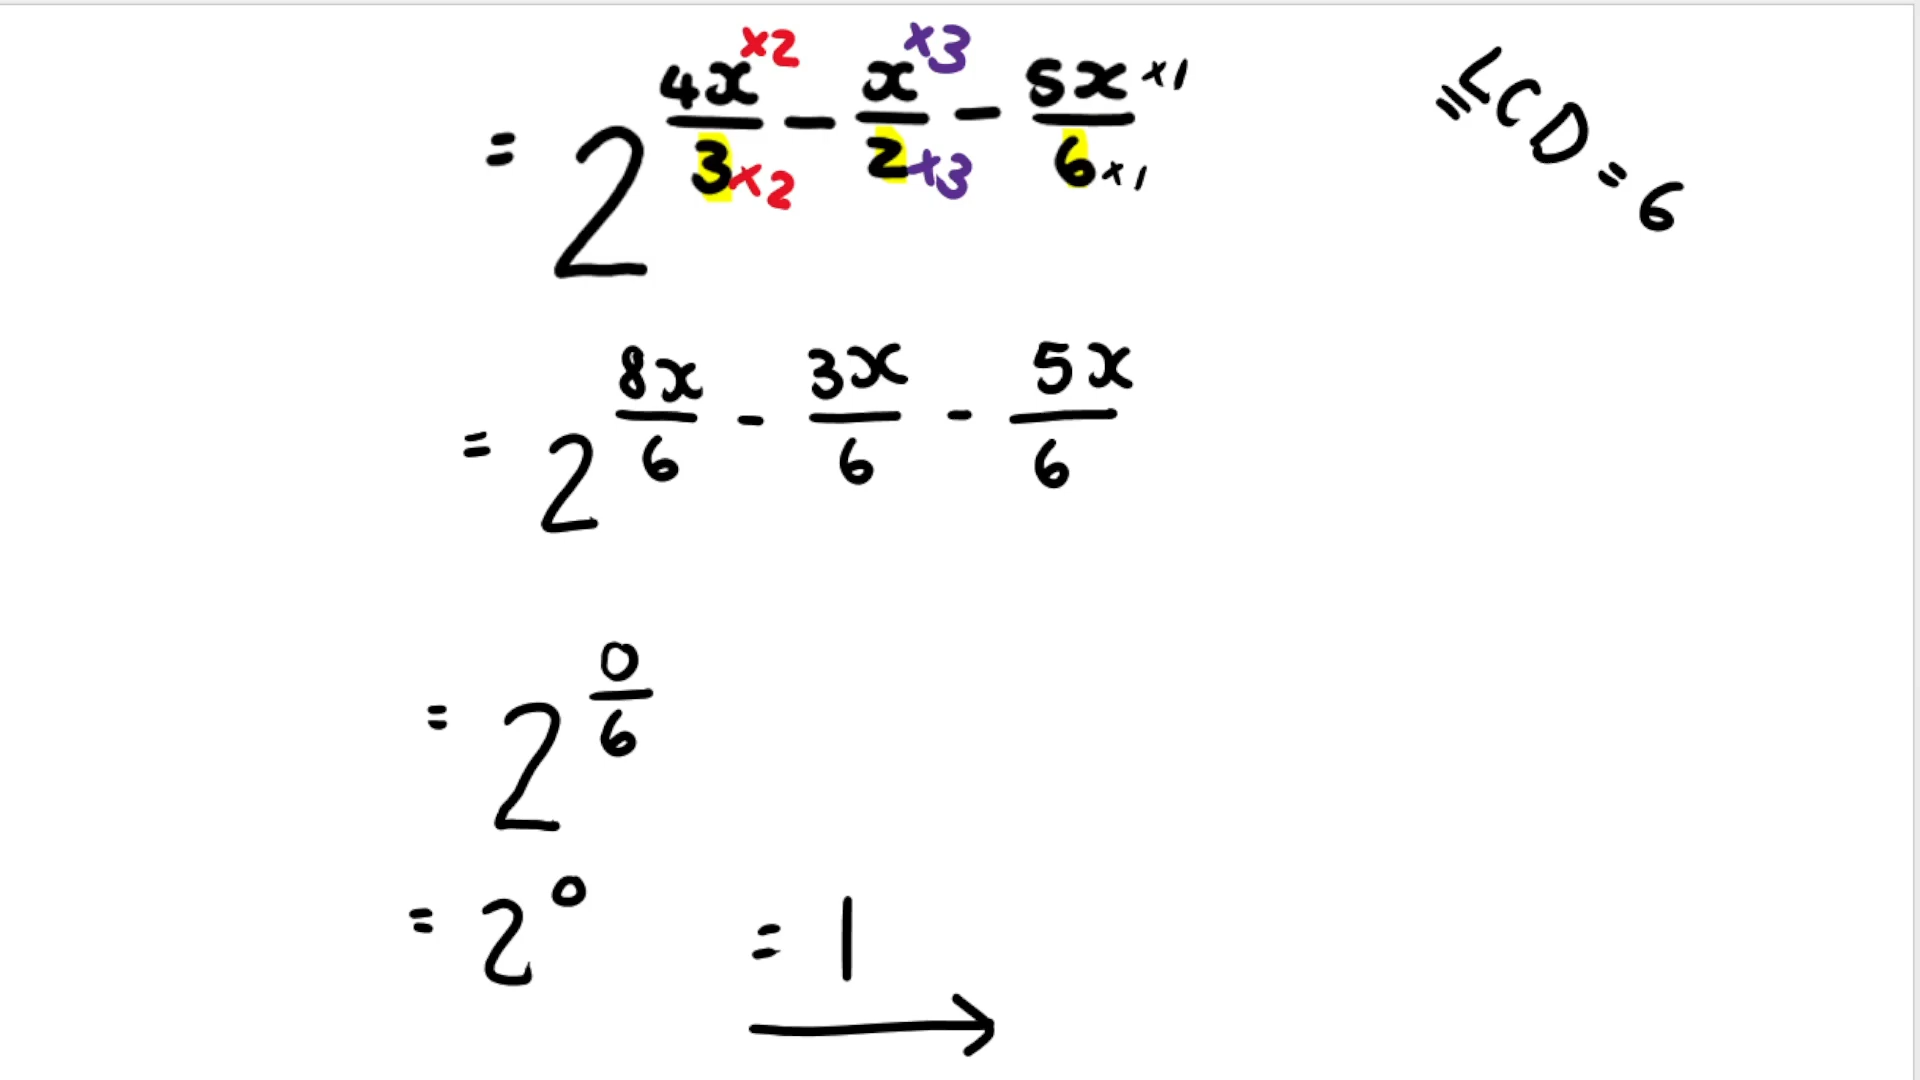 = 2^(4x×2/3×2 − x×3/2×3 − 5x×1/6×1)
= LCD = 6
= 2^(8x/6 - 3x/6 - 5x/6)
= 2^(0/6)
= 2^0 = 1